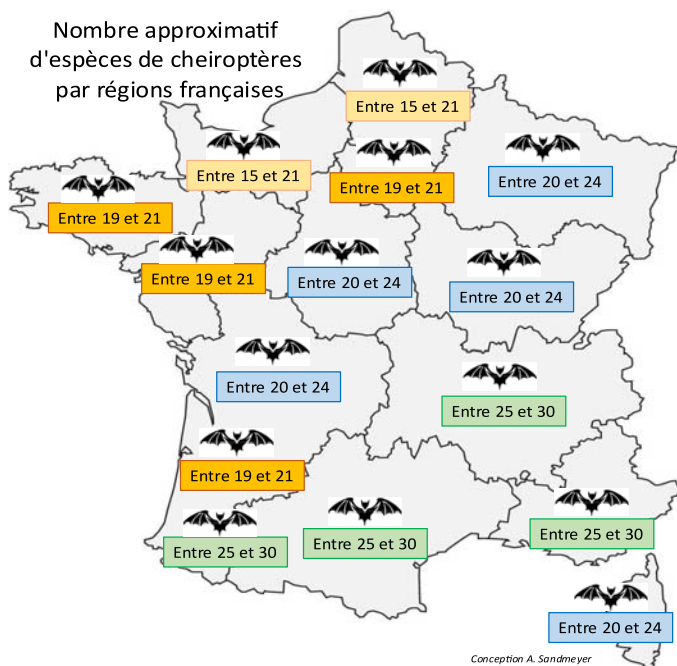 Nombre approximatif
d'espèces de cheiroptères
par régions françaises
Entre 15 et 21
Entre 15 et 21
Entre 19 et 21
Entre 20 et 24
Entre 19 et 21
Entre 19 et 21
Entre 20 et 24
Entre 20 et 24
Entre 20 et 24
Entre 25 et 30
Entre 19 et 21
Entre 25 et 30
Entre 25 et 30
Entre 25 et 30
Entre 20 et 24
Conception A. Sandmeyer